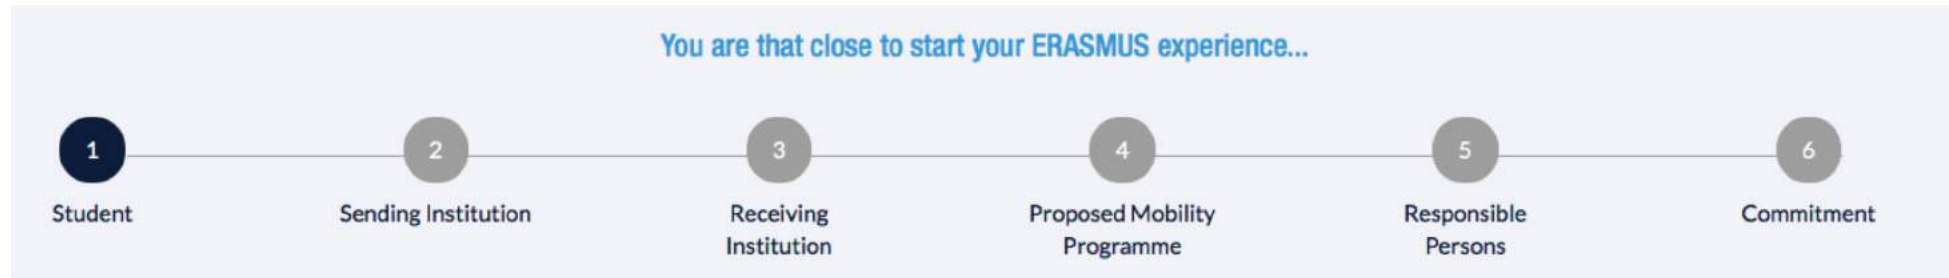 You are that close to start your ERASMUS experience...
1
2
3
4
5
6
Student
Sending Institution
Receiving
Institution
Proposed Mobility
Programme
Responsible
Persons
Commitment